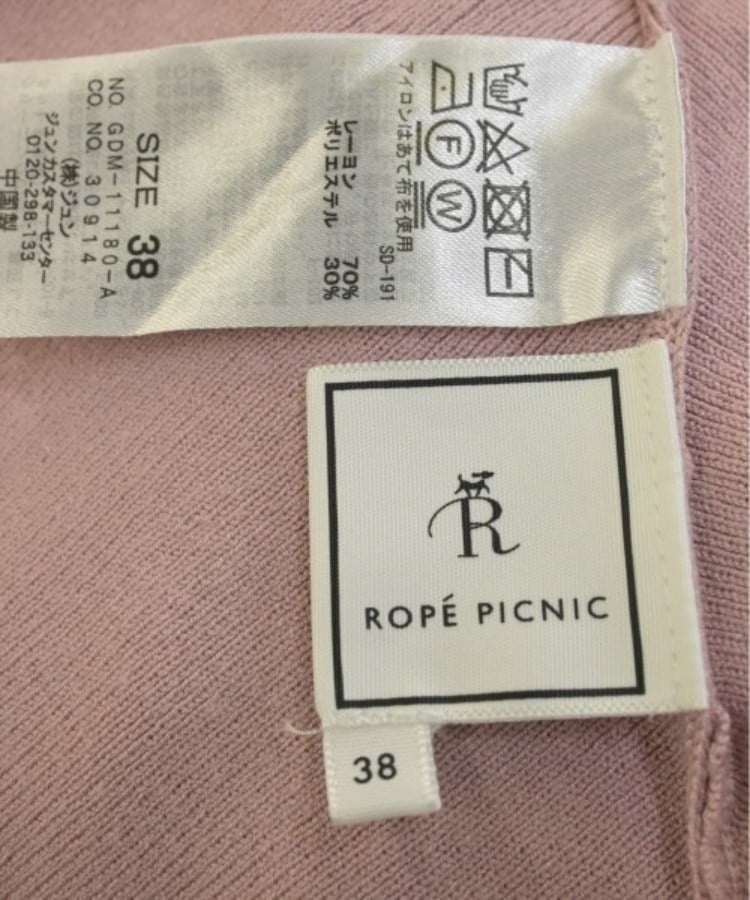 アイロンはあて布を使用
SD-191
レーヨン 70%
ポリエステル 30%
SIZE 38
NO. GDM-11180-A
CO. NO. 30914
(株)ジュン
ジュンカスタマーセンター
0120-298-133
中国製
F
W
R
ROPÉ PICNIC
38